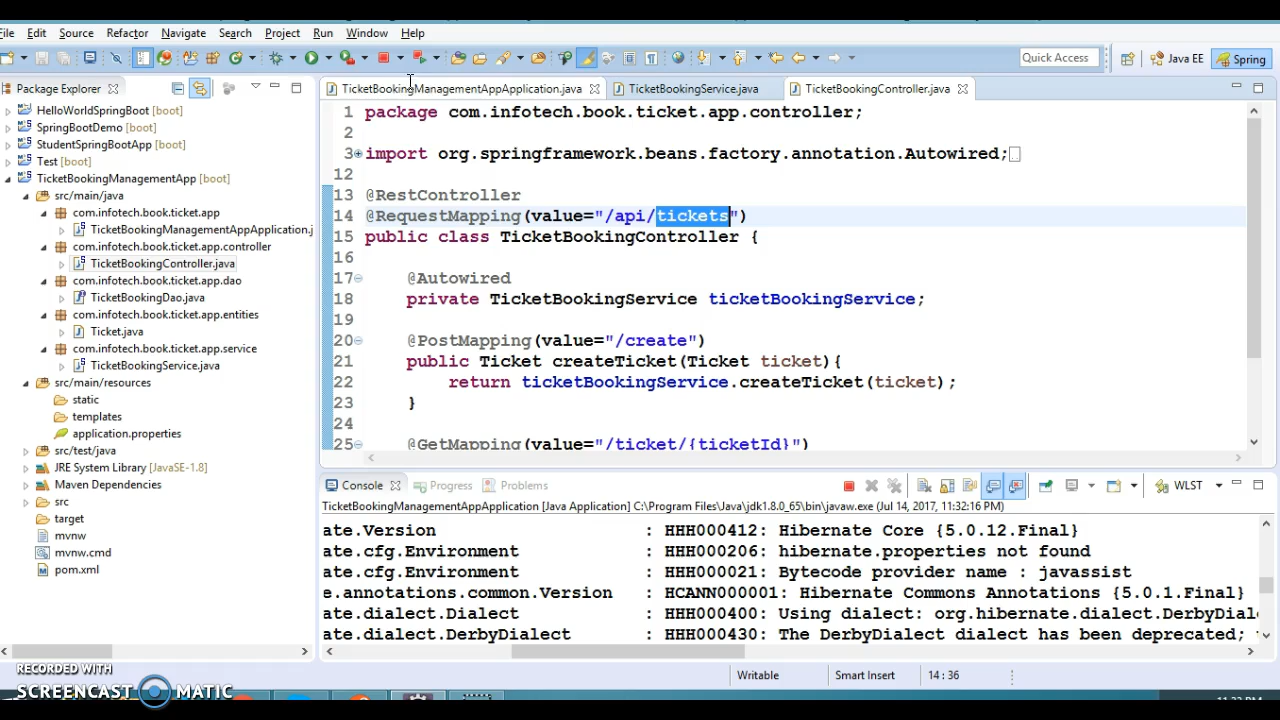 File Edit Source Refactor Navigate Search Project Run Window Help
Quick Access Java EE Spring
Package Explorer
HelloWorldSpringBoot [boot]
SpringBootDemo [boot]
StudentSpringBootApp [boot]
Test [boot]
TicketBookingManagementApp [boot]
src/main/java
com.infotech.book.ticket.app
TicketBookingManagementAppApplication.j
com.infotech.book.ticket.app.controller
TicketBookingController.java
com.infotech.book.ticket.app.dao
TicketBookingDao.java
com.infotech.book.ticket.app.entities
Ticket.java
com.infotech.book.ticket.app.service
TicketBookingService.java
src/main/resources
static
templates
application.properties
src/test/java
JRE System Library [JavaSE-1.8]
Maven Dependencies
src
target
mvnw
mvnw.cmd
pom.xml
TicketBookingManagementAppApplication.java TicketBookingService.java TicketBookingController.java
1 package com.infotech.book.ticket.app.controller;
2
3 import org.springframework.beans.factory.annotation.Autowired;
12
13 @RestController
14 @RequestMapping(value="/api/tickets")
15 public class TicketBookingController {
16
17 @Autowired
18 private TicketBookingService ticketBookingService;
19
20 @PostMapping(value="/create")
21 public Ticket createTicket(Ticket ticket){
22 return ticketBookingService.createTicket(ticket);
23 }
24
25 @GetMapping(value="/ticket/{ticketId}")
Console Progress Problems WLST
TicketBookingManagementAppApplication [Java Application] C:\Program Files\Java\jdk1.8.0_65\bin\javaw.exe (Jul 14, 2017, 11:32:16 PM)
ate.Version : HHH000412: Hibernate Core {5.0.12.Final}
ate.cfg.Environment : HHH000206: hibernate.properties not found
ate.cfg.Environment : HHH000021: Bytecode provider name : javassist
e.annotations.common.Version : HCANN000001: Hibernate Commons Annotations {5.0.1.Final}
ate.dialect.Dialect : HHH000400: Using dialect: org.hibernate.dialect.DerbyDial
ate.dialect.DerbyDialect : HHH000430: The DerbyDialect dialect has been deprecated;
Writable Smart Insert 14 : 36
RECORDED WITH
SCREENCAST MATIC